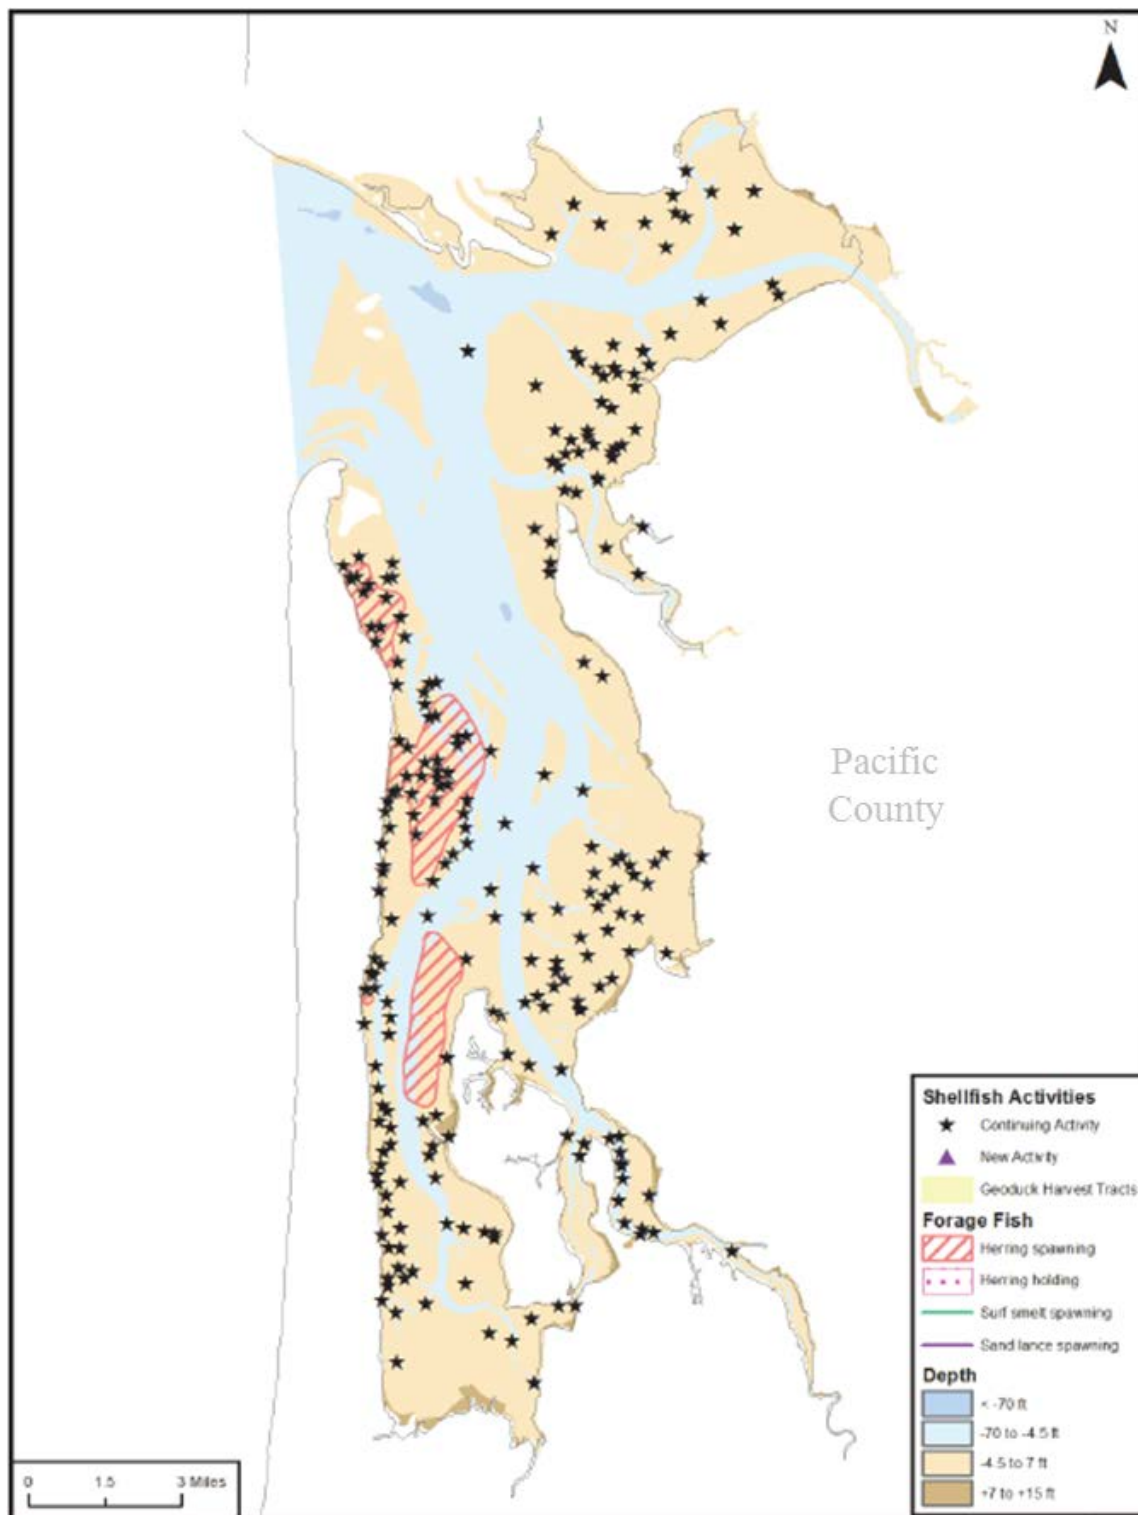 N
Pacific
County
Shellfish Activities
Continuing Activity
New Activity
Geoduck Harvest Tracts
Forage Fish
Herring spawning
Herring holding
Surf smelt spawning
Sand lance spawning
Depth
< -70 ft
-70 to -4.5 ft
-4.5 to 7 ft
+7 to +15 ft
0 1.5 3 Miles